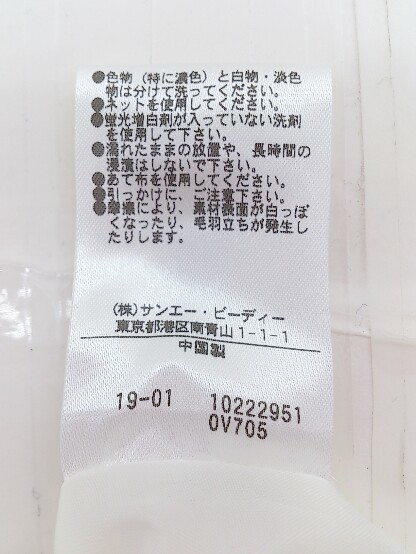 ●色物（特に濃色）と白物・淡色
物は分けて洗ってください。
●ネットを使用してください。
●蛍光増白剤が入っていない洗剤
を使用して下さい。
●濡れたままの放置や、長時間の
浸漬はしないで下さい。
●あて布を使用して下さい。
●引っかけに、ご注意下さい。
●摩擦により、素材表面が白っぽ
くなったり、毛羽立ちが発生し
たりします。
(株)サンエー・ビーディー
東京都港区南青山1-1-1
中国製
19-01 10222951
0V705